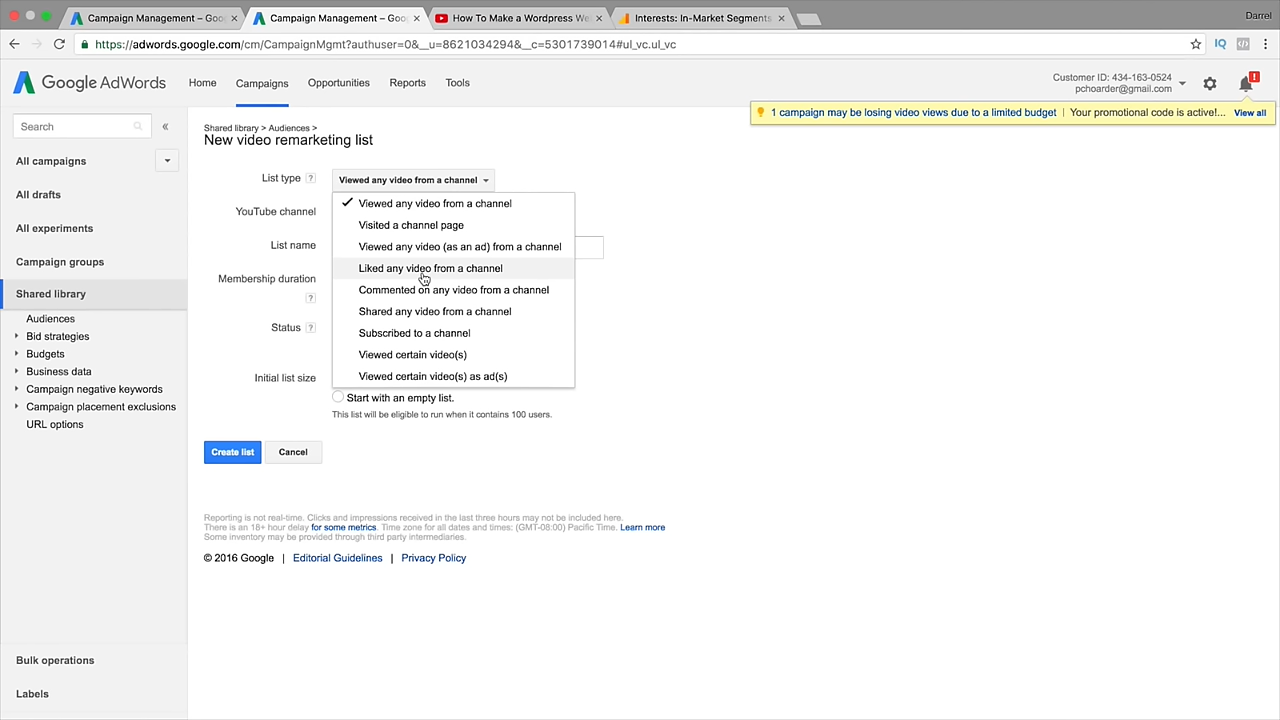 Campaign Management – Goo
Campaign Management – Goo
How To Make a Wordpress We
Interests: In-Market Segments
Darrel
https://adwords.google.com/cm/CampaignMgmt?authuser=0&__u=8621034294&__c=5301739014#ul_vc.ul_vc
IQ
Google AdWords
Home
Campaigns
Opportunities
Reports
Tools
Customer ID: 434-163-0524
pchoarder@gmail.com
!
1 campaign may be losing video views due to a limited budget | Your promotional code is active!... View all
Search
«
All campaigns
All drafts
All experiments
Campaign groups
Shared library
Audiences
Bid strategies
Budgets
Business data
Campaign negative keywords
Campaign placement exclusions
URL options
Bulk operations
Labels
Shared library > Audiences >
New video remarketing list
List type ?
Viewed any video from a channel
YouTube channel
List name
Membership duration
?
Status ?
Initial list size
Viewed any video from a channel
Visited a channel page
Viewed any video (as an ad) from a channel
Liked any video from a channel
Commented on any video from a channel
Shared any video from a channel
Subscribed to a channel
Viewed certain video(s)
Viewed certain video(s) as ad(s)
Start with an empty list.
This list will be eligible to run when it contains 100 users.
Create list
Cancel
Reporting is not real-time. Clicks and impressions received in the last three hours may not be included here.
There is an 18+ hour delay for some metrics. Time zone for all dates and times: (GMT-08:00) Pacific Time. Learn more
Some inventory may be provided through third party intermediaries.
© 2016 Google | Editorial Guidelines | Privacy Policy